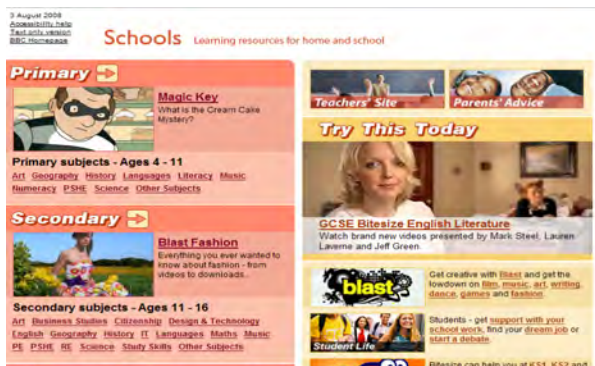 3 August 2008
Accessibility help
Text only version
BBC Homepage
Schools Learning resources for home and school
Primary
Magic Key
What is the Cream Cake
Mystery?
Primary subjects - Ages 4 - 11
Art Geography History Languages Literacy Music
Numeracy PSHE Science Other Subjects
Secondary
Blast Fashion
Everything you ever wanted to
know about fashion - from
videos to downloads...
Secondary subjects - Ages 11 - 16
Art Business Studies Citizenship Design & Technology
English Geography History IT Languages Maths Music
PE PSHE RE Science Study Skills Other Subjects
Teachers' Site
Parents' Advice
Try This Today
GCSE Bitesize English Literature
Watch brand new videos presented by Mark Steel, Lauren
Laverne and Jeff Green.
blast
Get creative with Blast and get the
lowdown on film, music, art, writing,
dance, games and fashion.
Student Life
Students - get support with your
school work, find your dream job or
start a debate.
Bitesize can help you at KS1, KS2 and